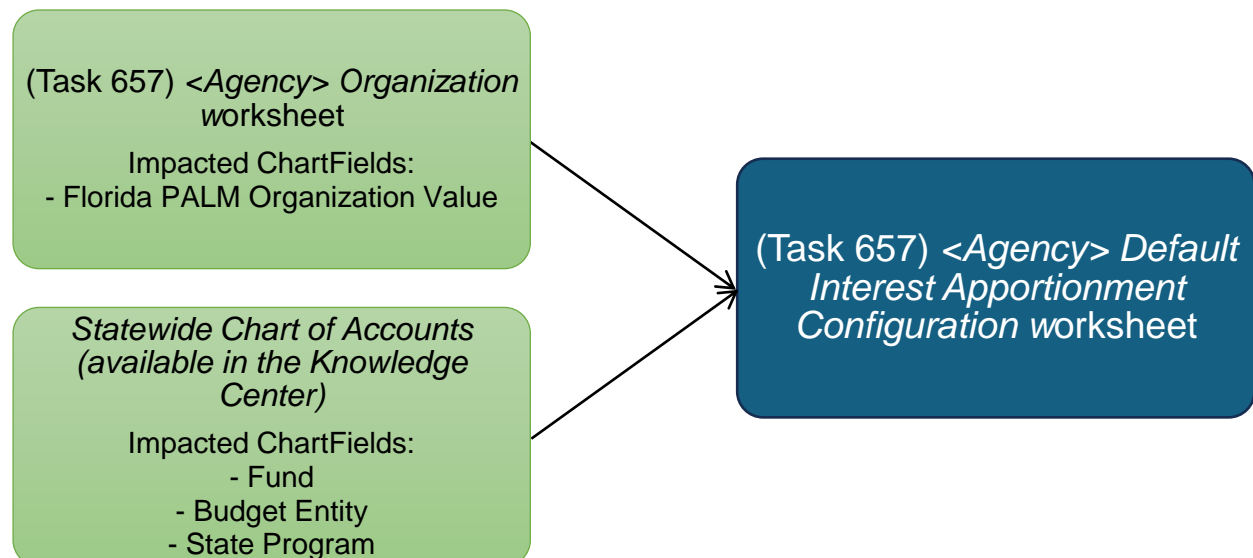 (Task 657) <Agency> Organization
worksheet
Impacted ChartFields:
- Florida PALM Organization Value
Statewide Chart of Accounts
(available in the Knowledge
Center)
Impacted ChartFields:
- Fund
- Budget Entity
- State Program
(Task 657) <Agency> Default
Interest Apportionment
Configuration worksheet